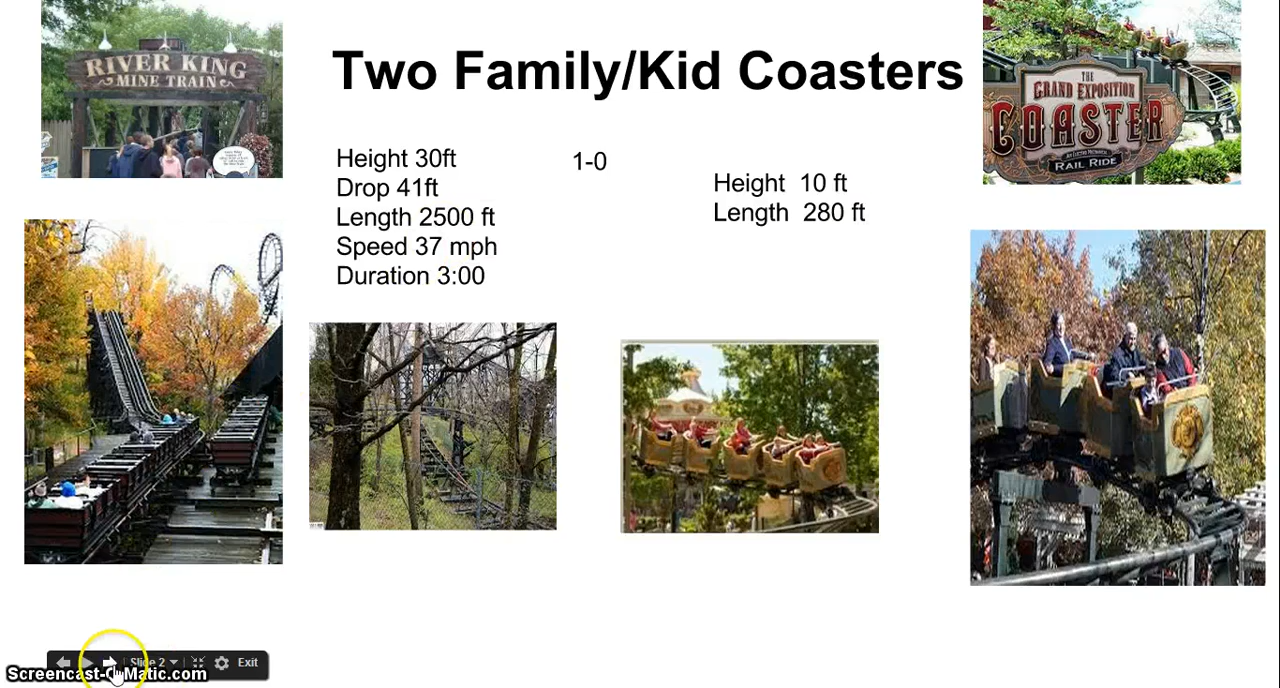 RIVER KING
MINE TRAIN
Two Family/Kid Coasters
THE
GRAND EXPOSITION
COASTER
RAIL RIDE
Height 30ft
Drop 41ft
Length 2500 ft
Speed 37 mph
Duration 3:00
1-0
Height 10 ft
Length 280 ft
Slide 2
Exit
Screencast-O-Matic.com